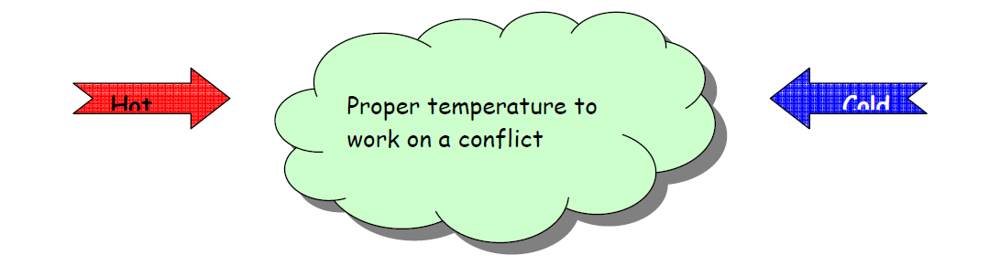 Hot
Proper temperature to
work on a conflict
Cold